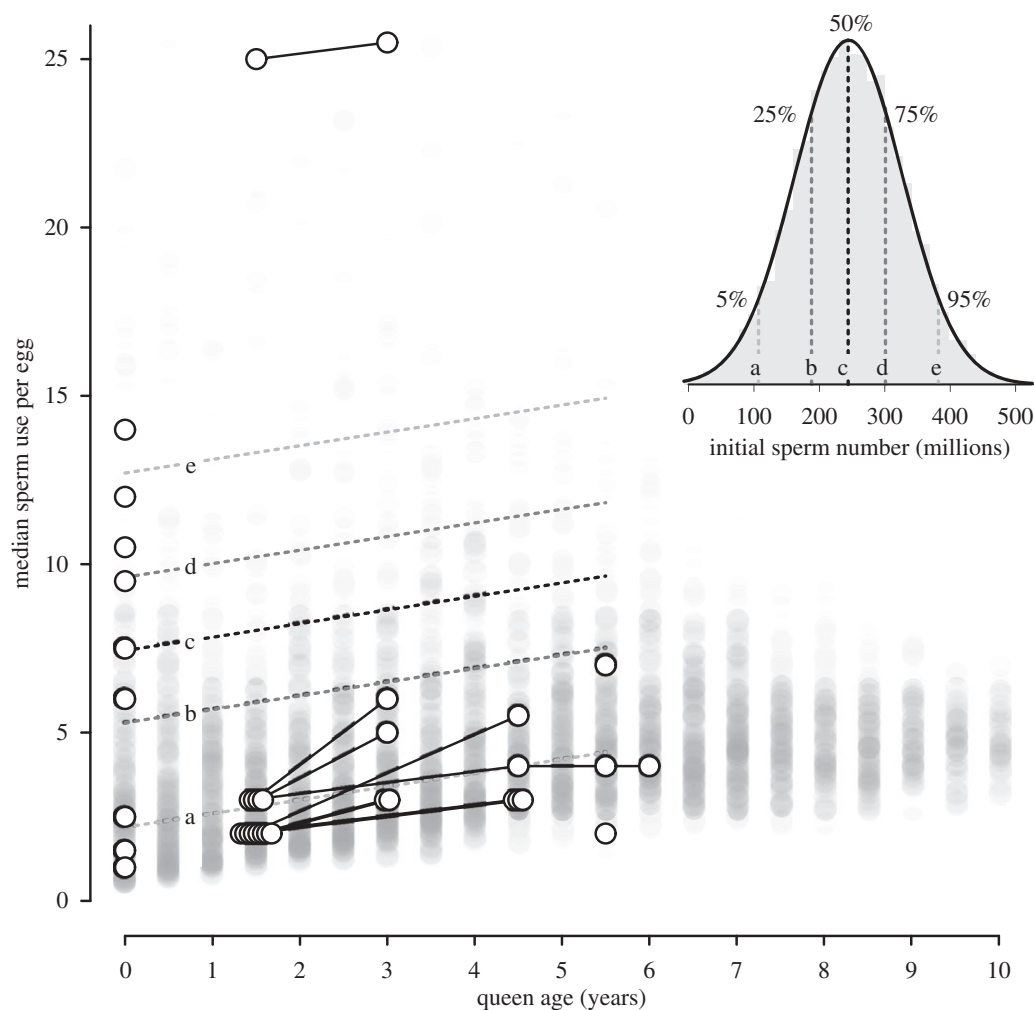 50%
25%
75%
5%
95%
a b c d e
0 100 200 300 400 500
initial sperm number (millions)
25
20
15
10
5
0
median sperm use per egg
e
d
c
b
a
0 1 2 3 4 5 6 7 8 9 10
queen age (years)